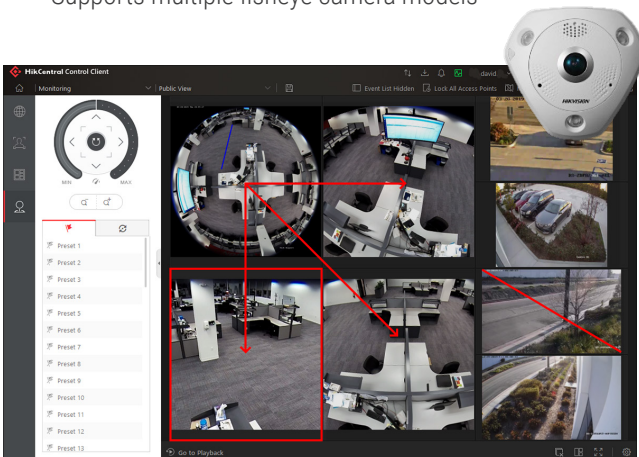 Supports multiple fisheye camera models
HikCentral Control Client
david
Monitoring
Public View
Event List Hidden
Lock All Access Points
HIKVISION
MIN
MAX
Preset 1
Preset 2
Preset 3
Preset 4
Preset 5
Preset 6
Preset 7
Preset 8
Preset 9
Preset 10
Preset 11
Preset 12
Preset 13
Go to Playback